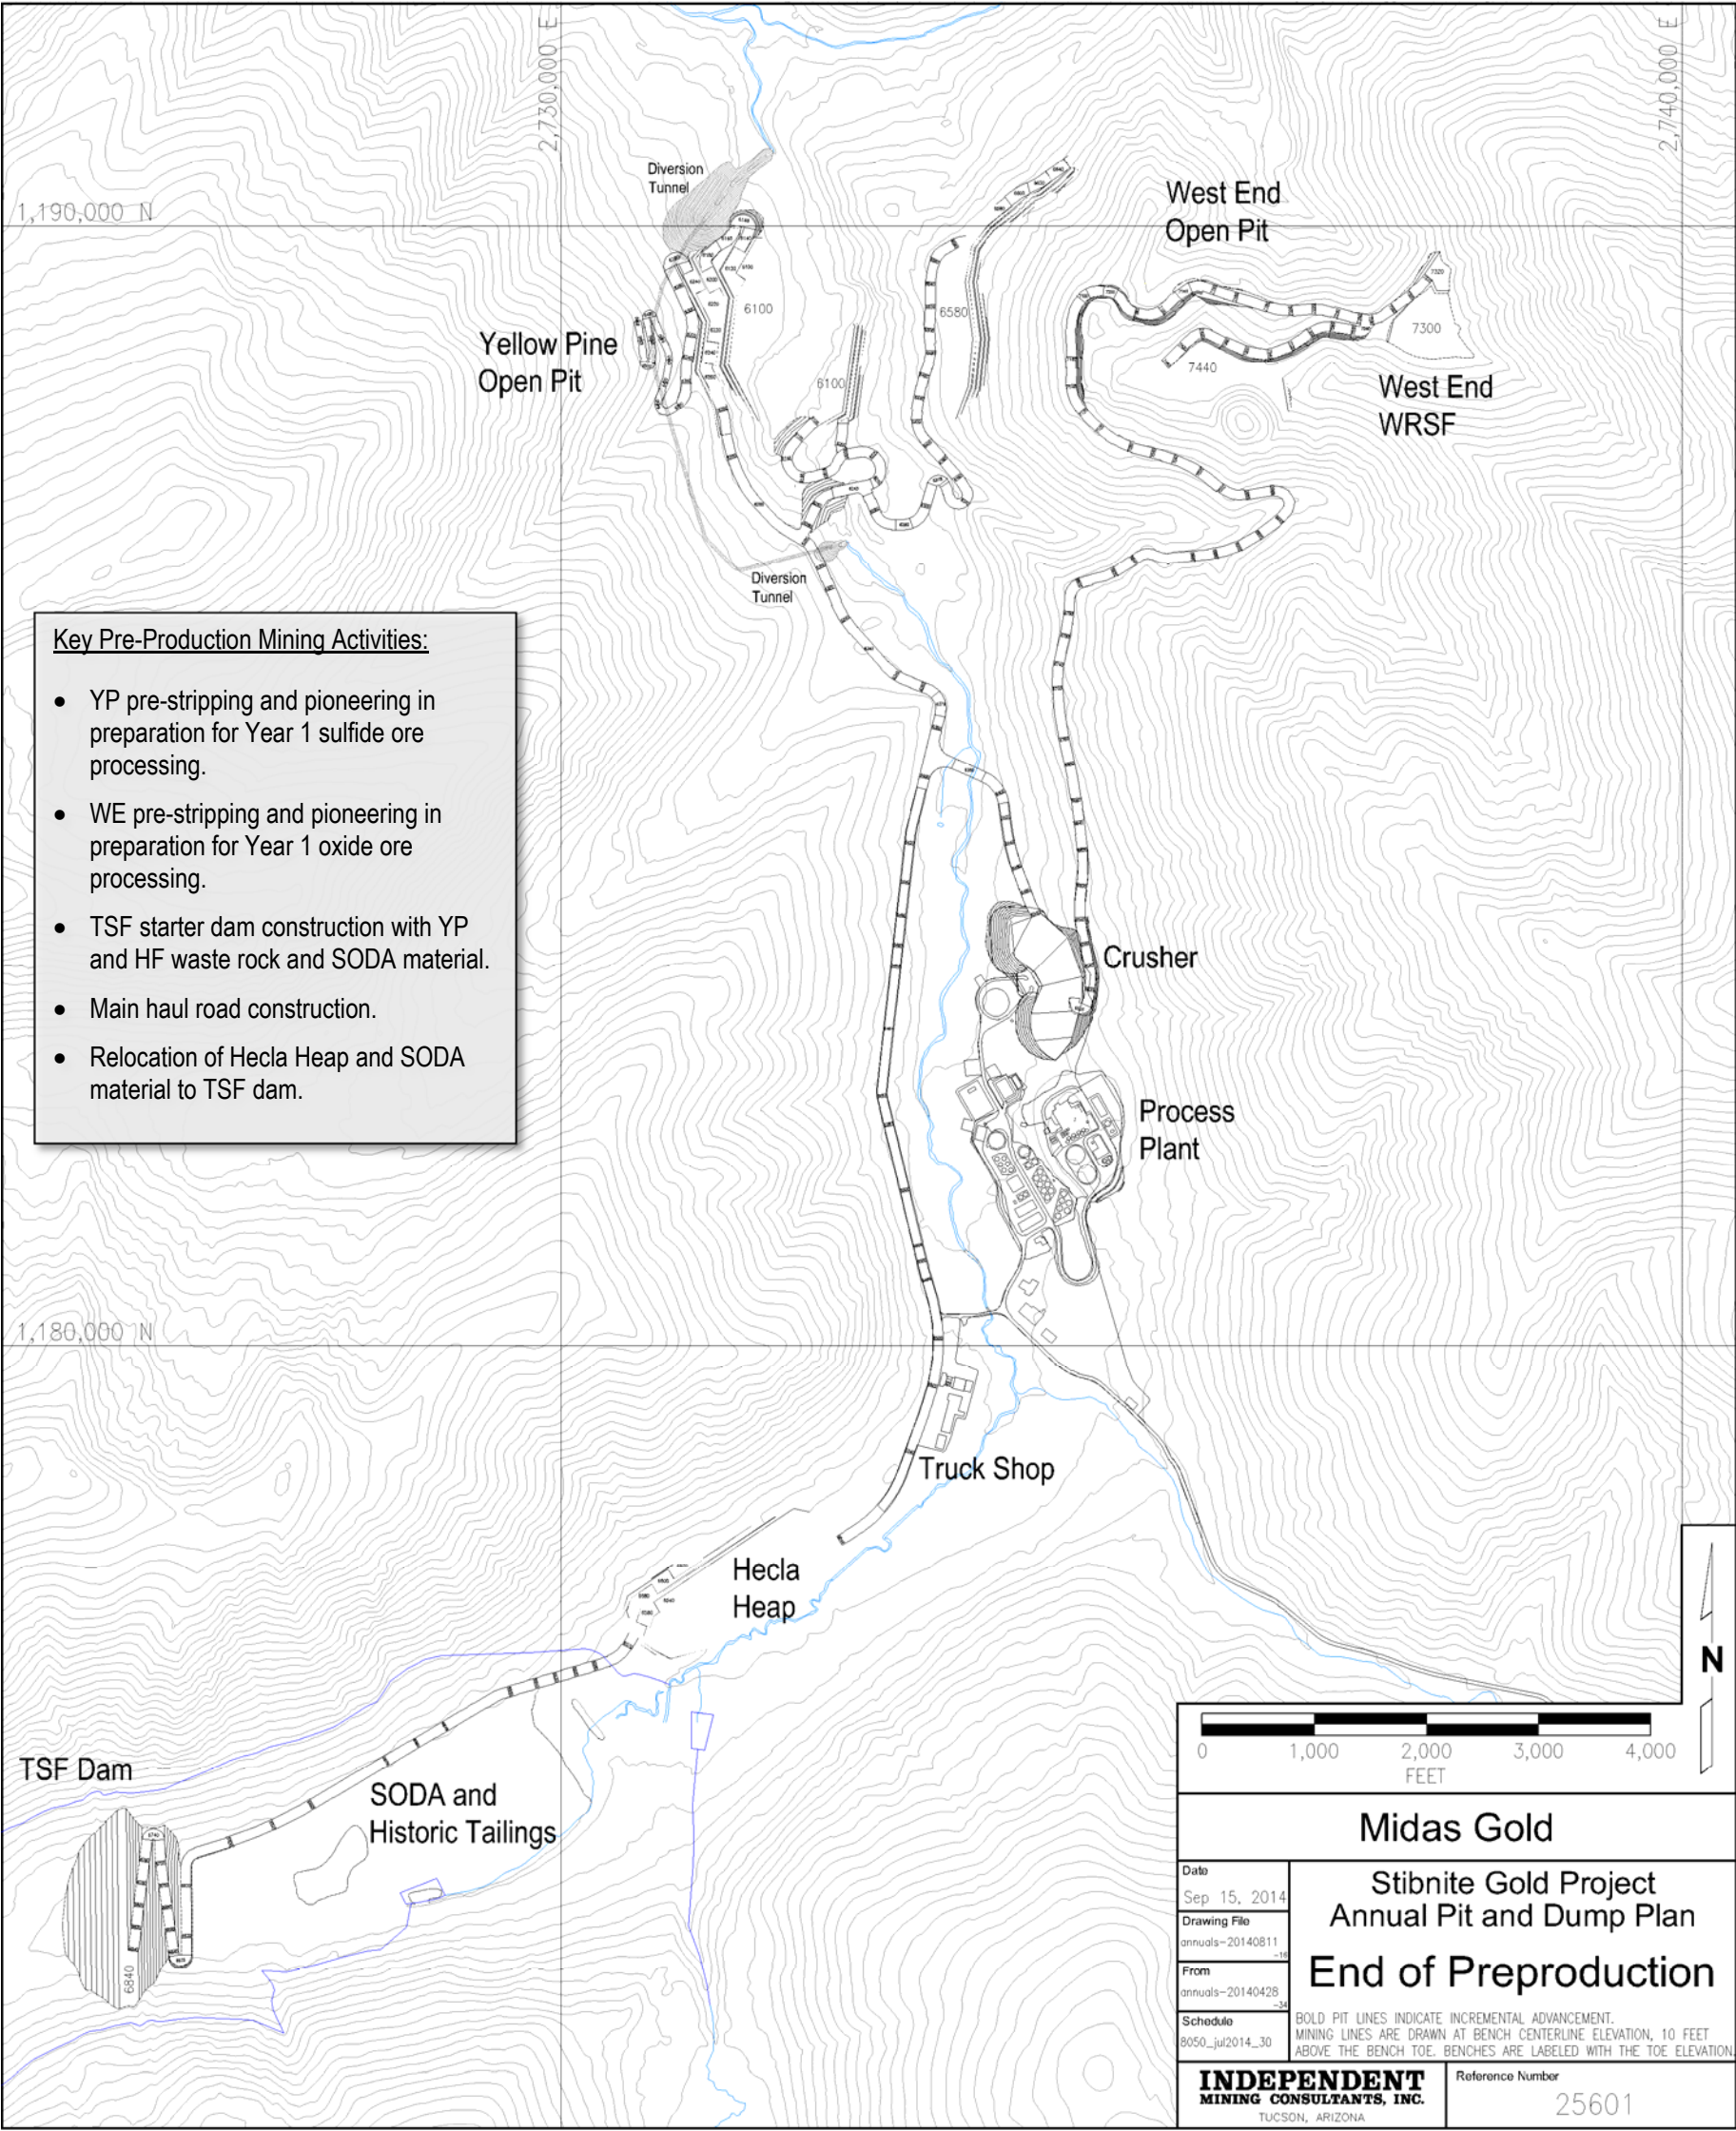 2,730,000 E
2,740,000 E
1,190,000 N
Diversion
Tunnel
West End
Open Pit
6100
6580
7320
7300
Yellow Pine
Open Pit
6100
7440
West End
WRSF
Diversion
Tunnel
Key Pre-Production Mining Activities:
• YP pre-stripping and pioneering in
preparation for Year 1 sulfide ore
processing.
• WE pre-stripping and pioneering in
preparation for Year 1 oxide ore
processing.
• TSF starter dam construction with YP
and HF waste rock and SODA material.
• Main haul road construction.
• Relocation of Hecla Heap and SODA
material to TSF dam.
Crusher
Process
Plant
1,180,000 N
Truck Shop
Hecla
Heap
TSF Dam
SODA and
Historic Tailings
6840
N
0 1,000 2,000 3,000 4,000
FEET
Midas Gold
Date
Sep 15, 2014
Drawing File
annuals-20140811
-16
From
annuals-20140428
-34
Schedule
8050_jul2014_30
Stibnite Gold Project
Annual Pit and Dump Plan
End of Preproduction
BOLD PIT LINES INDICATE INCREMENTAL ADVANCEMENT.
MINING LINES ARE DRAWN AT BENCH CENTERLINE ELEVATION, 10 FEET
ABOVE THE BENCH TOE. BENCHES ARE LABELED WITH THE TOE ELEVATION.
INDEPENDENT
MINING CONSULTANTS, INC.
TUCSON, ARIZONA
Reference Number
25601